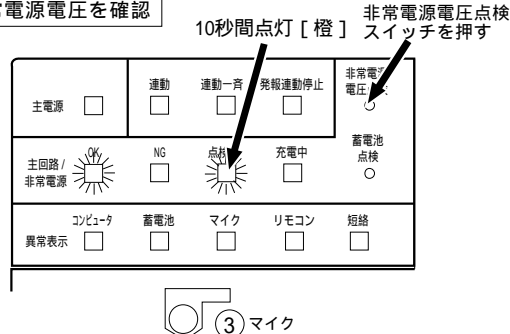 常電源電圧を確認
10秒間点灯［橙］
非常電源電圧点検
スイッチを押す
主電源
連動
連動一斉
発報連動停止
非常電
電圧
主回路/
非常電源
OK
NG
点検
充電中
蓄電池
点検
異常表示
コンピュータ
蓄電池
マイク
リモコン
短絡
③マイク